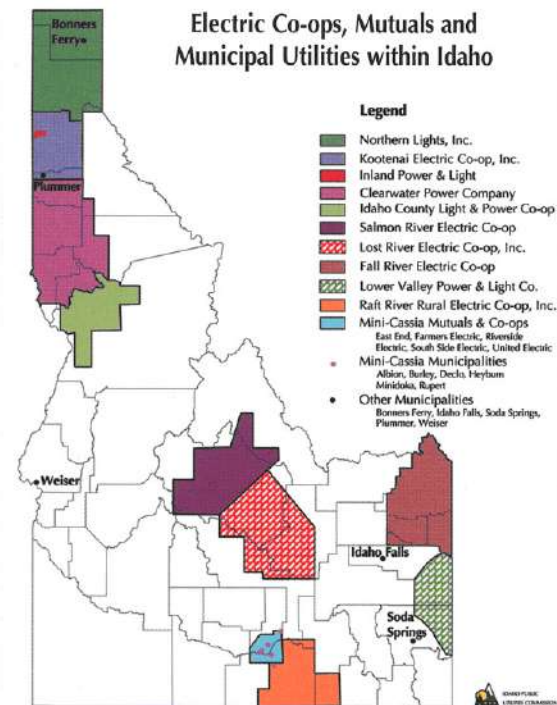 Electric Co-ops, Mutuals and
Municipal Utilities within Idaho
Bonners
Ferry
Plummer
Weiser
Idaho Falls
Soda
Springs
Legend
Northern Lights, Inc.
Kootenai Electric Co-op, Inc.
Inland Power & Light
Clearwater Power Company
Idaho County Light & Power Co-op
Salmon River Electric Co-op
Lost River Electric Co-op, Inc.
Fall River Electric Co-op
Lower Valley Power & Light Co.
Raft River Rural Electric Co-op, Inc.
Mini-Cassia Mutuals & Co-ops
East End, Farmers Electric, Riverside
Electric, South Side Electric, United Electric
Mini-Cassia Municipalities
Albion, Burley, Declo, Heyburn
Minidoka, Rupert
Other Municipalities
Bonners Ferry, Idaho Falls, Soda Springs,
Plummer, Weiser
IDAHO PUBLIC
UTILITIES COMMISSION